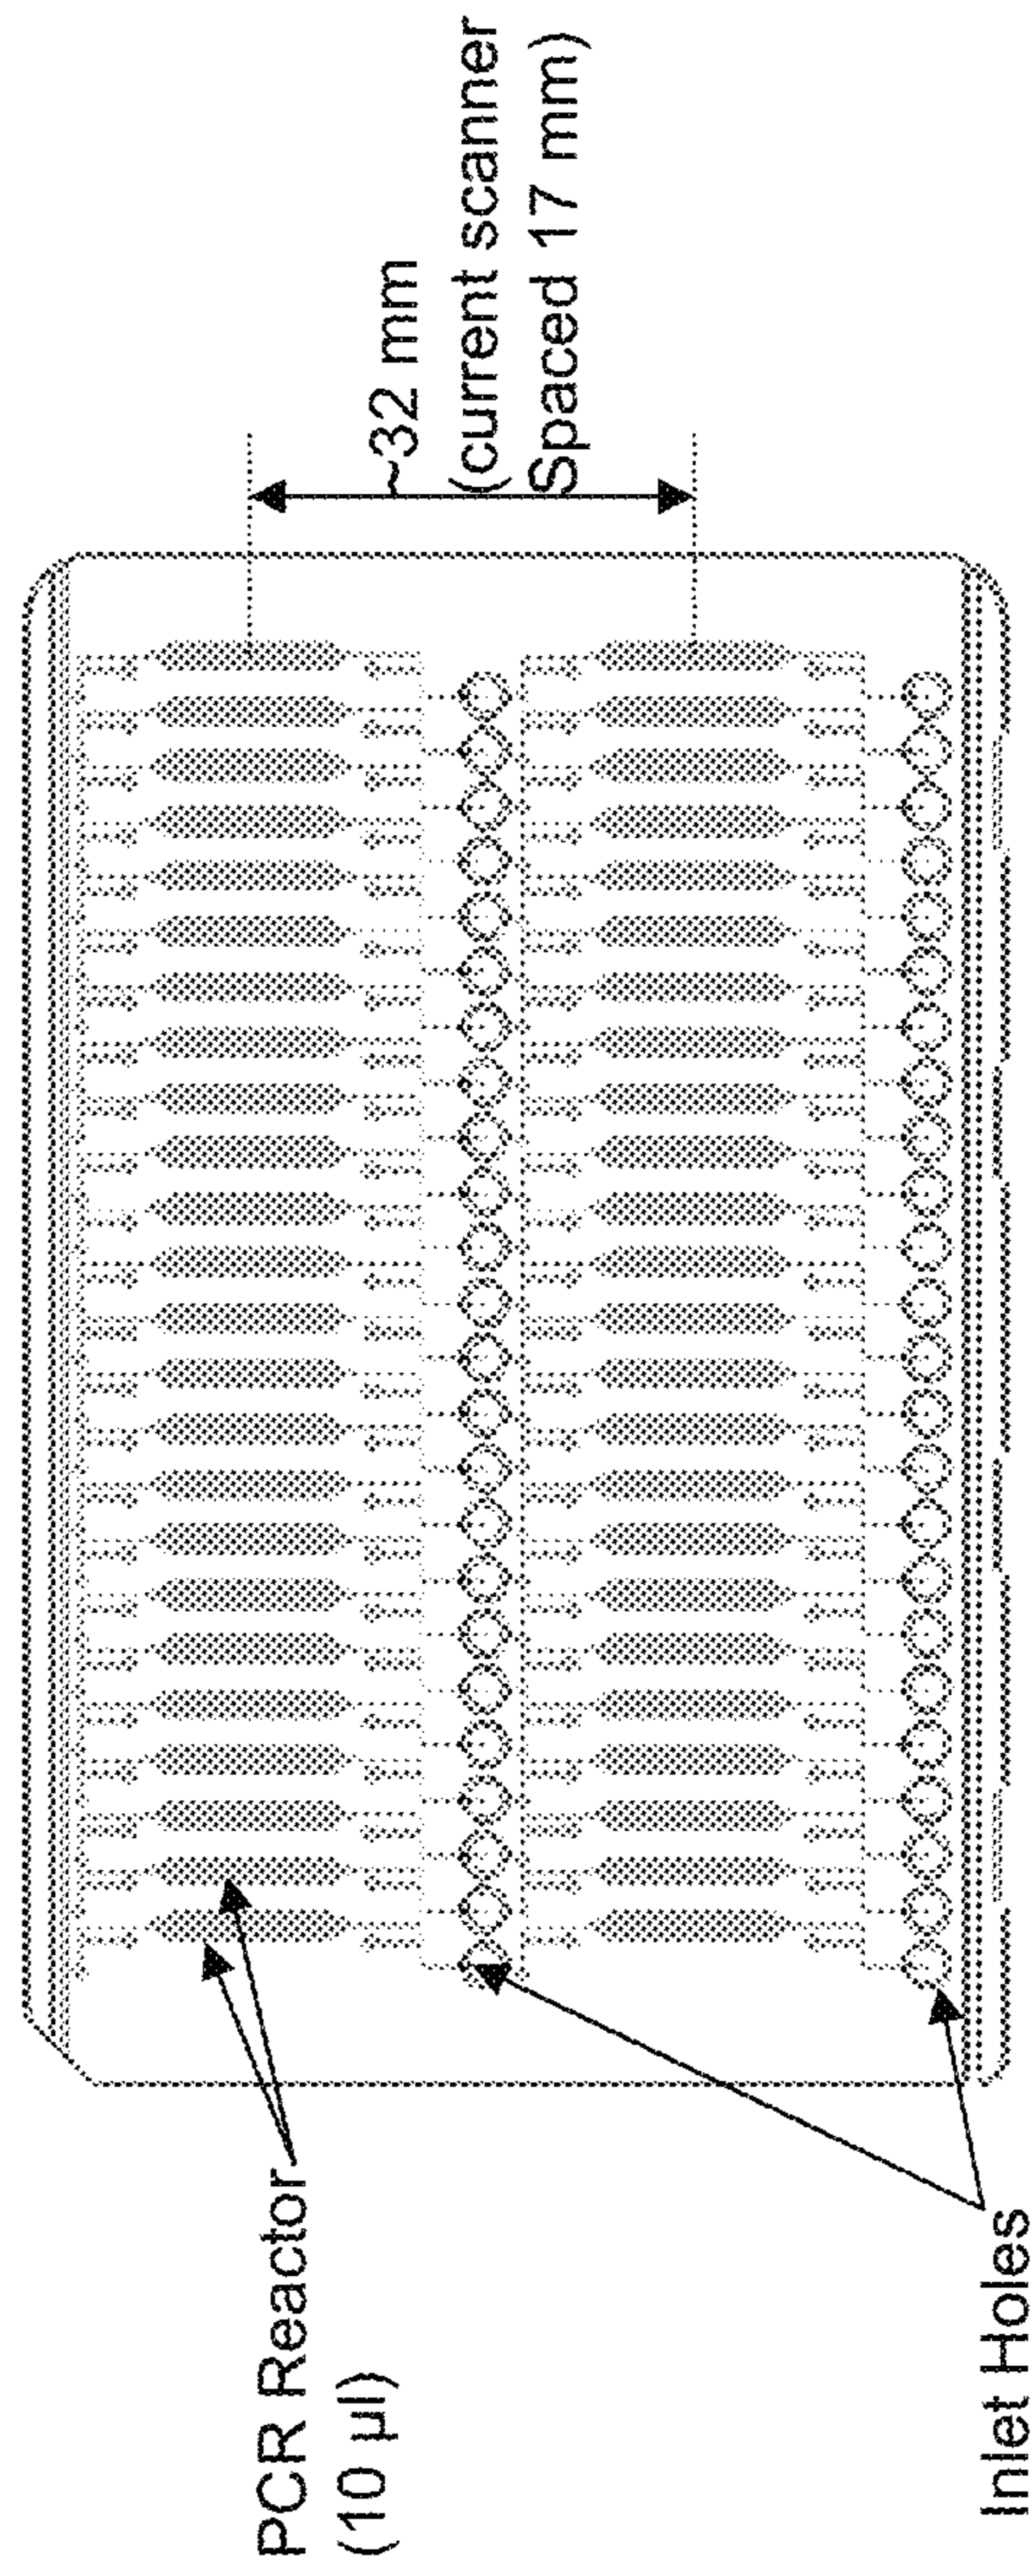 PCR Reactor
(10 µl)
Inlet Holes
~32 mm
(current scanner
Spaced 17 mm)